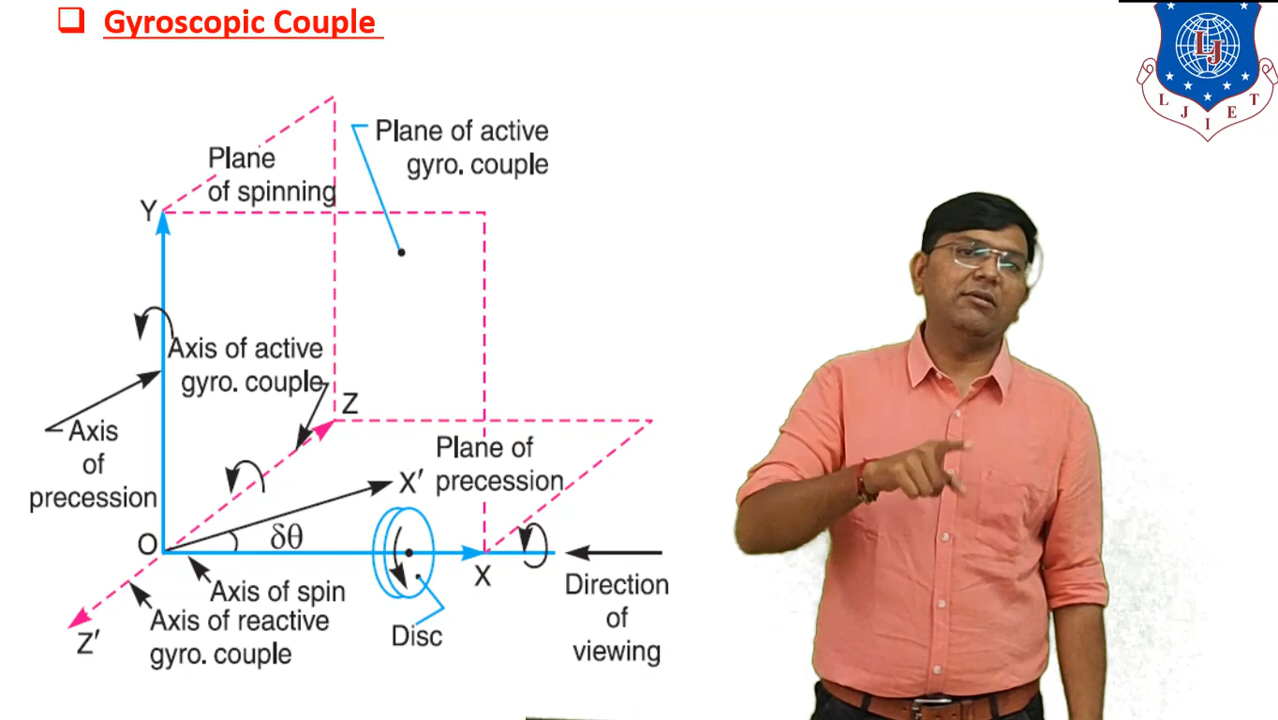 Gyroscopic Couple
Plane of active
gyro. couple
Plane
of spinning
Y
Axis of active
gyro. couple
Z
Axis
of
precession
Plane of
precession
X′
O
δθ
X
Axis of spin
Axis of reactive
gyro. couple
Z′
Disc
Direction
of
viewing
LJ
L J I E T